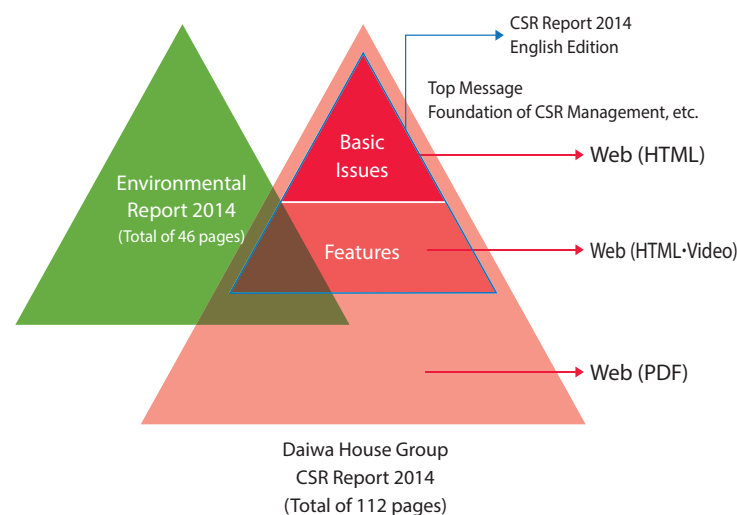 CSR Report 2014
English Edition
Top Message
Foundation of CSR Management, etc.
Basic
Issues
Web (HTML)
Environmental
Report 2014
(Total of 46 pages)
Features
Web (HTML･Video)
Web (PDF)
Daiwa House Group
CSR Report 2014
(Total of 112 pages)